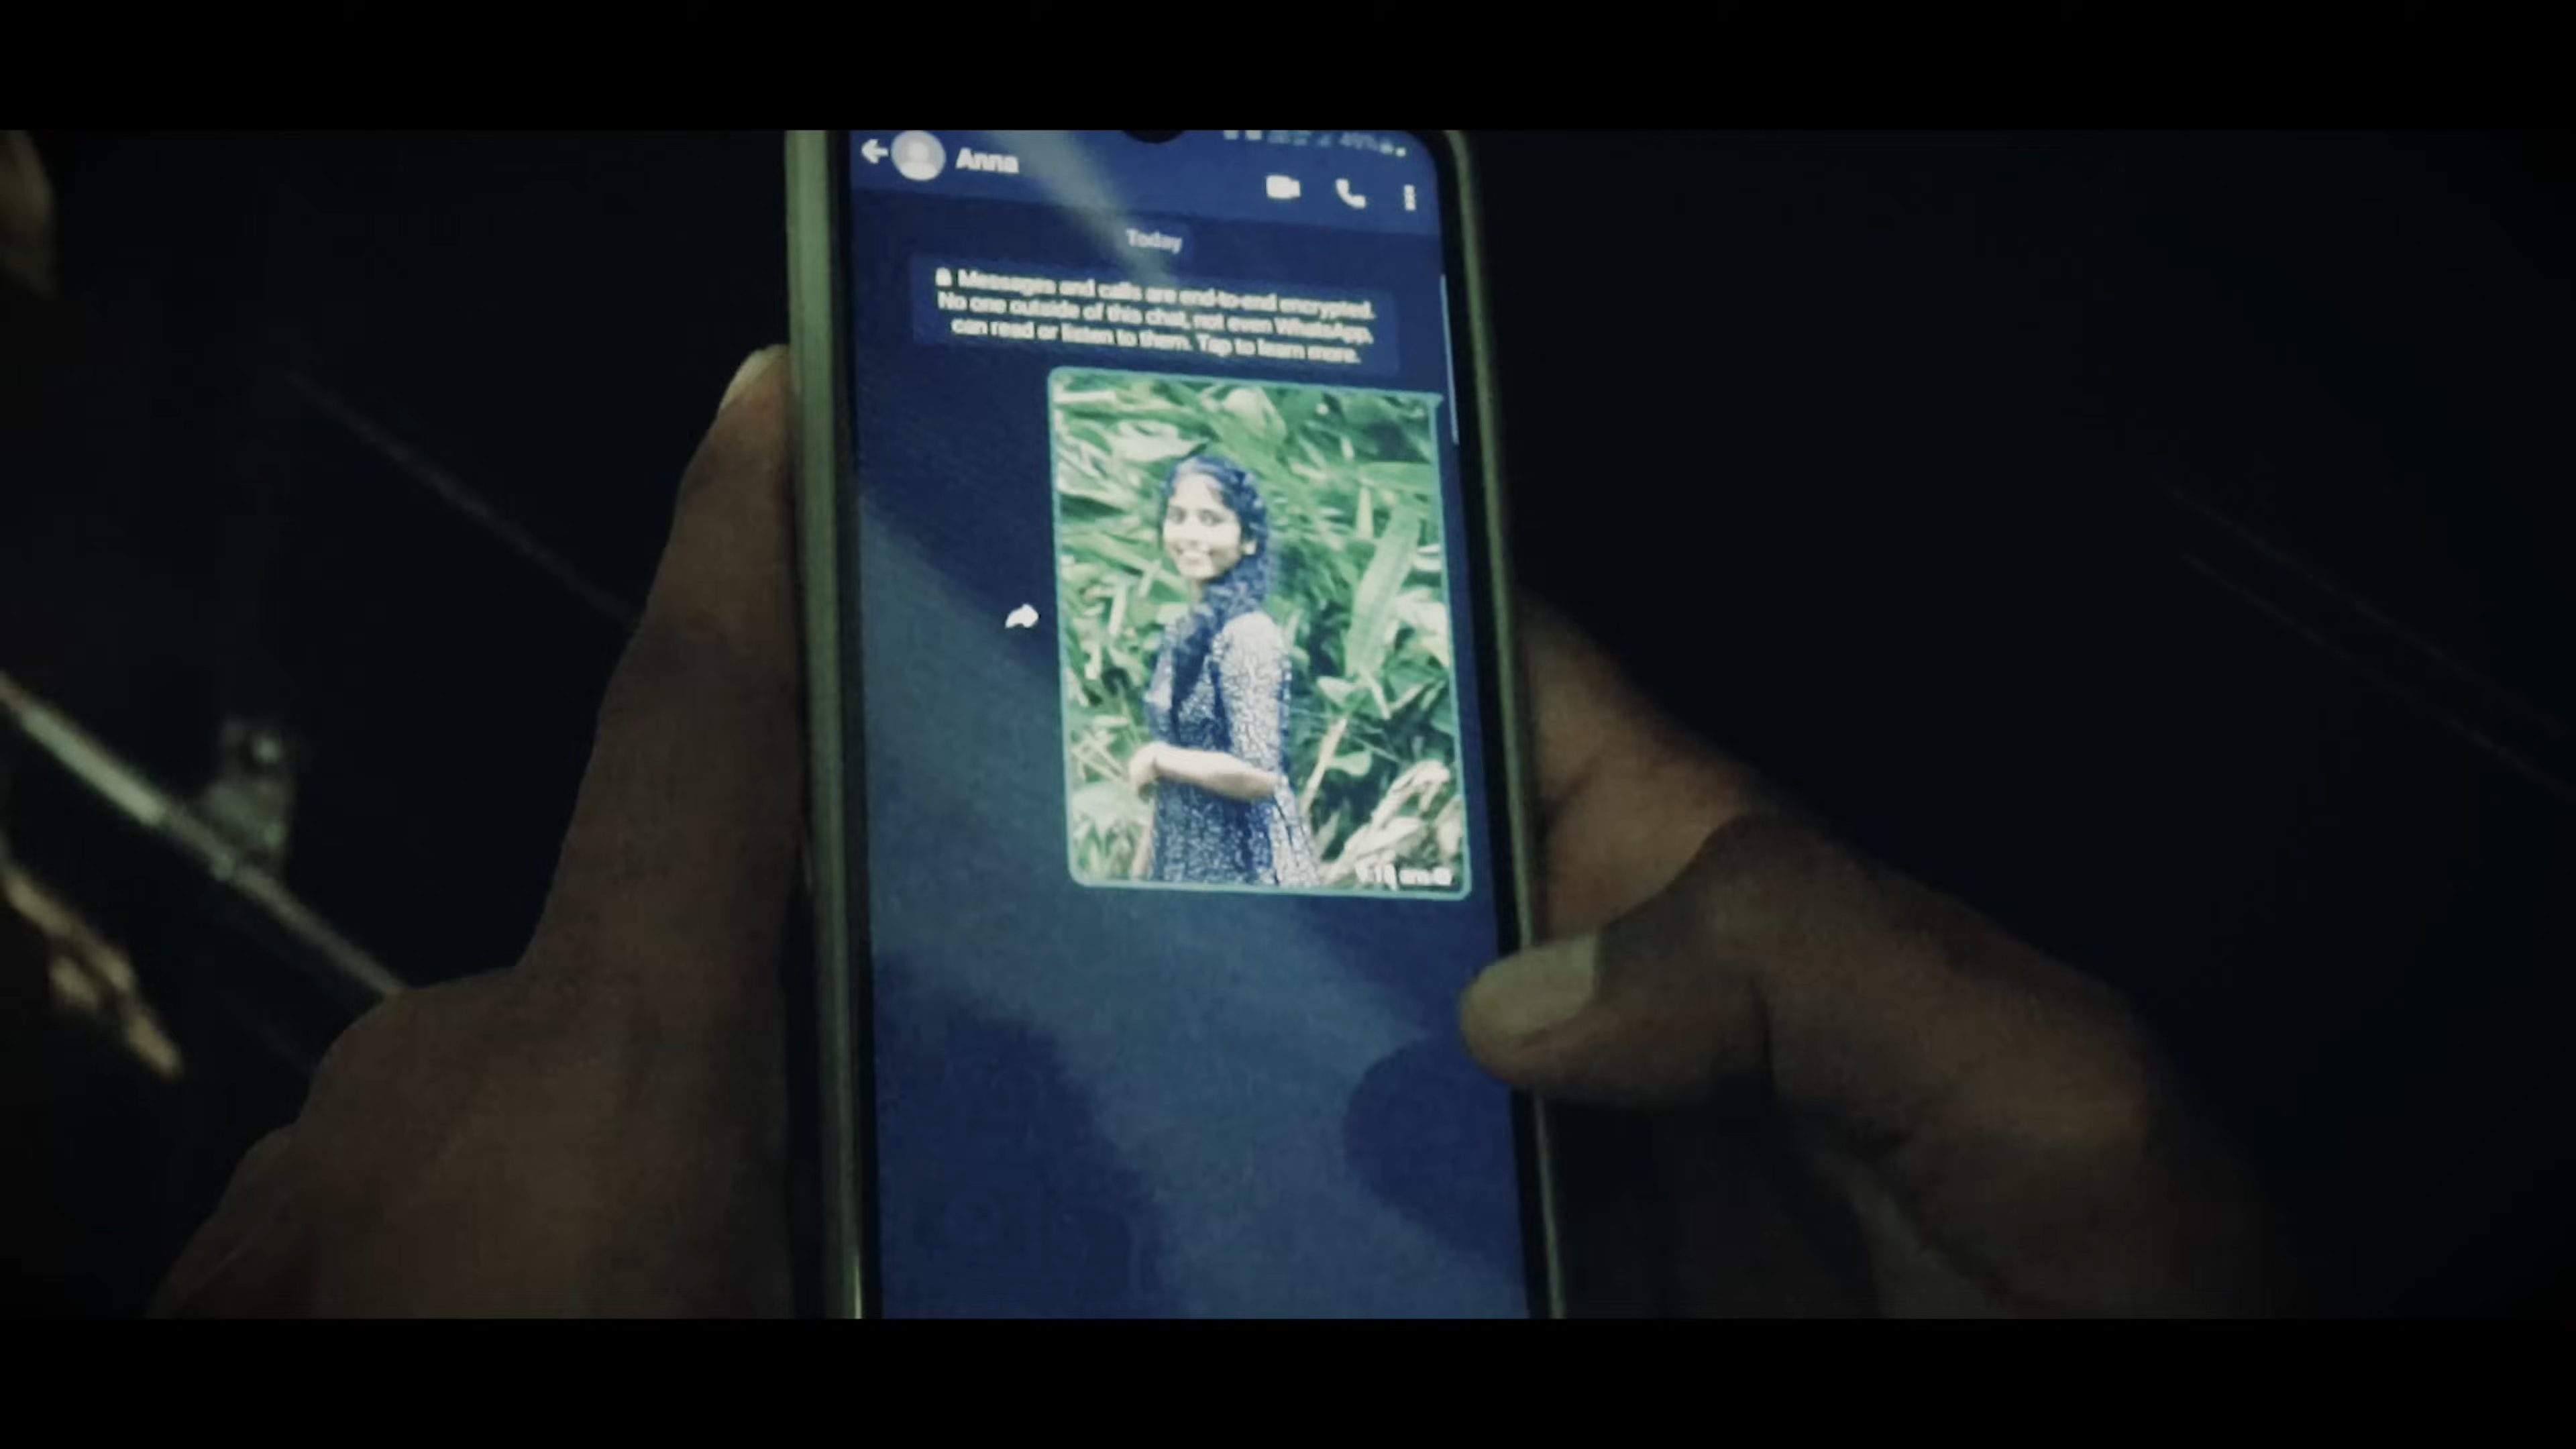 Anna
Today
Messages and calls are end-to-end encrypted.
No one outside of this chat, not even WhatsApp,
can read or listen to them. Tap to learn more.